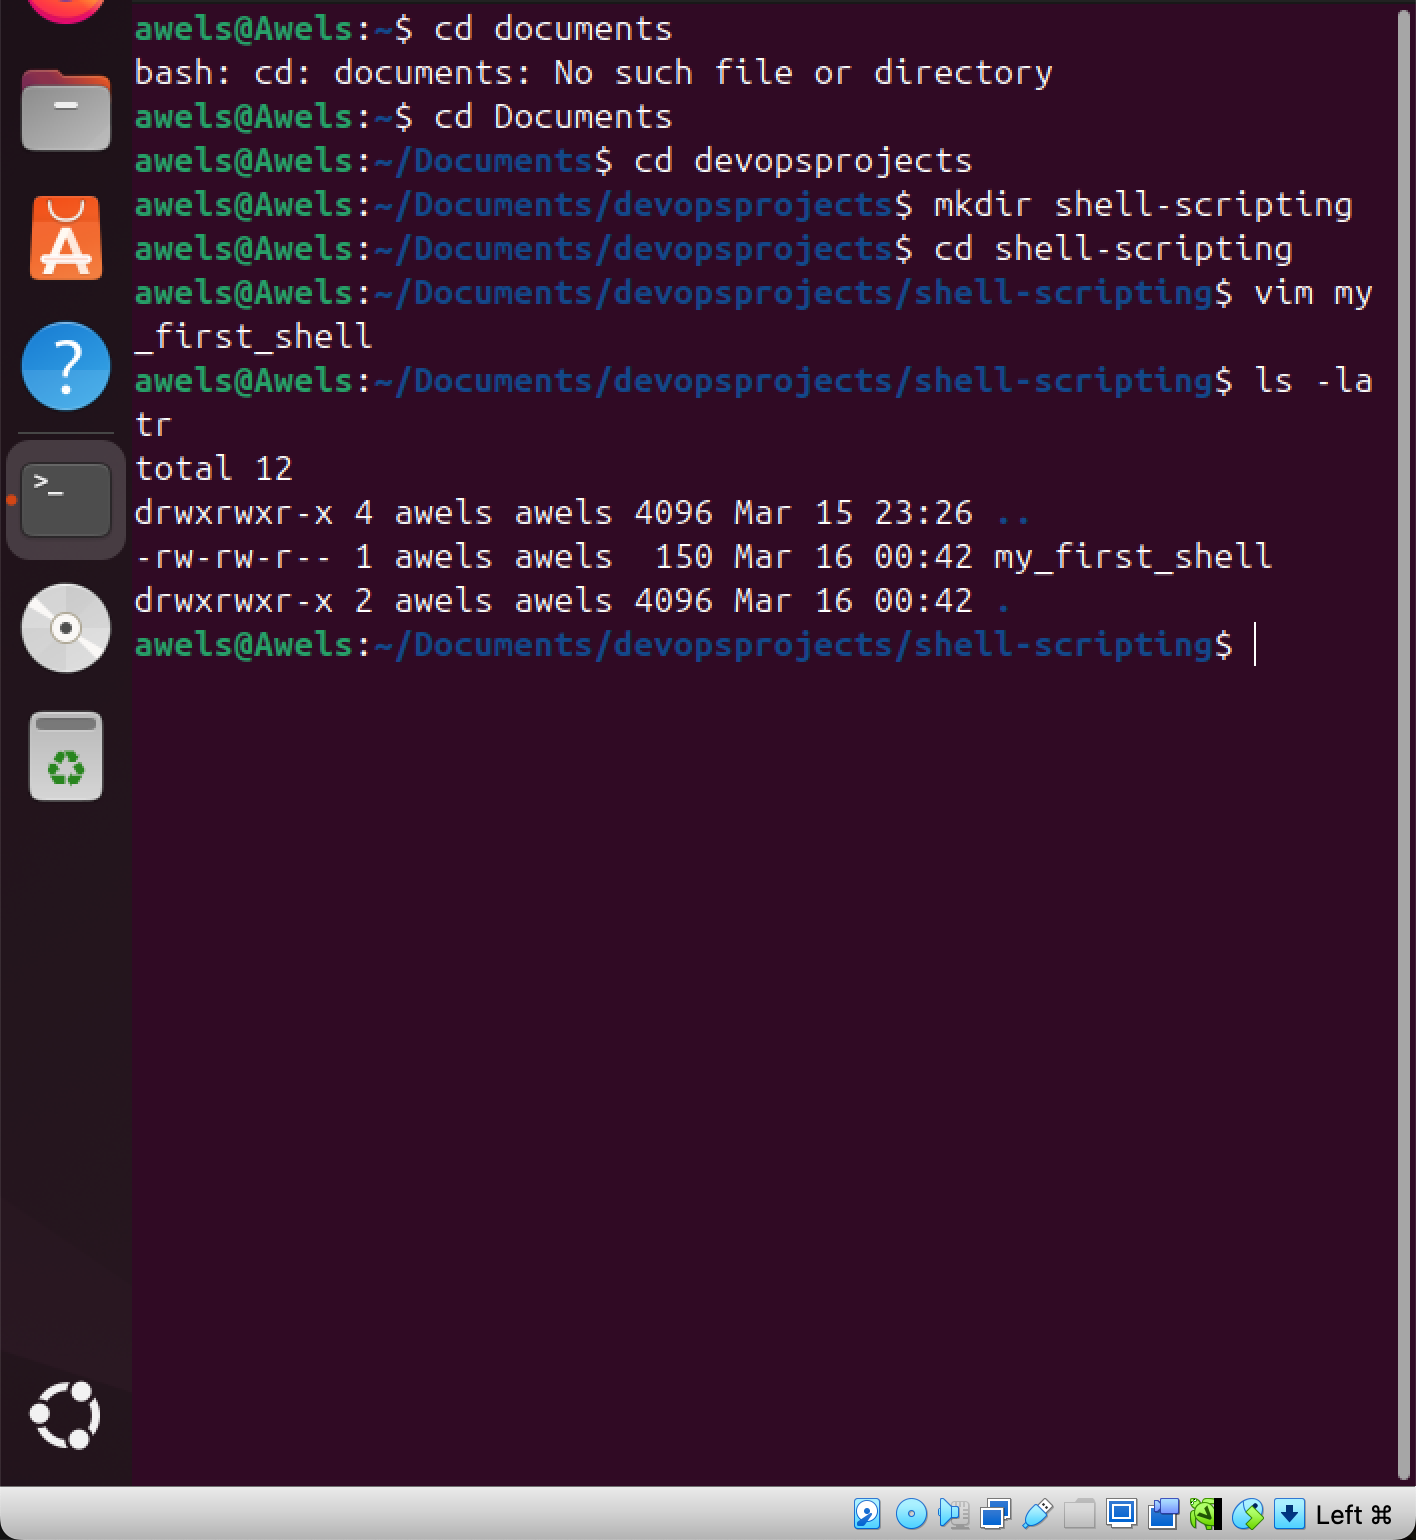 awels@Awels:~$ cd documents
bash: cd: documents: No such file or directory
awels@Awels:~$ cd Documents
awels@Awels:~/Documents$ cd devopsprojects
awels@Awels:~/Documents/devopsprojects$ mkdir shell-scripting
awels@Awels:~/Documents/devopsprojects$ cd shell-scripting
awels@Awels:~/Documents/devopsprojects/shell-scripting$ vim my
_first_shell
awels@Awels:~/Documents/devopsprojects/shell-scripting$ ls -la
tr
total 12
drwxrwxr-x 4 awels awels 4096 Mar 15 23:26 ..
-rw-rw-r-- 1 awels awels  150 Mar 16 00:42 my_first_shell
drwxrwxr-x 2 awels awels 4096 Mar 16 00:42 .
awels@Awels:~/Documents/devopsprojects/shell-scripting$
Left ⌘